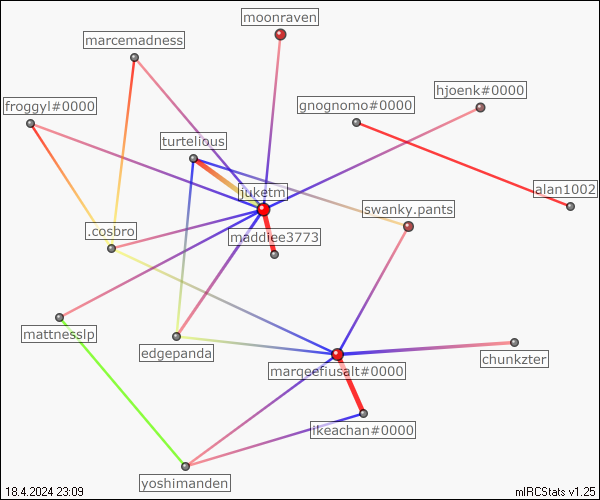 moonraven
marcemadness
hjoenk#0000
froggyl#0000
gnognomo#0000
turtelious
alan1002
juketm
swanky.pants
.cosbro
maddiee3773
mattnesslp
edgepanda
chunkzter
margefiusalt#0000
ikeachan#0000
yoshimanden
18.4.2024 23:09
mIRCStats v1.25